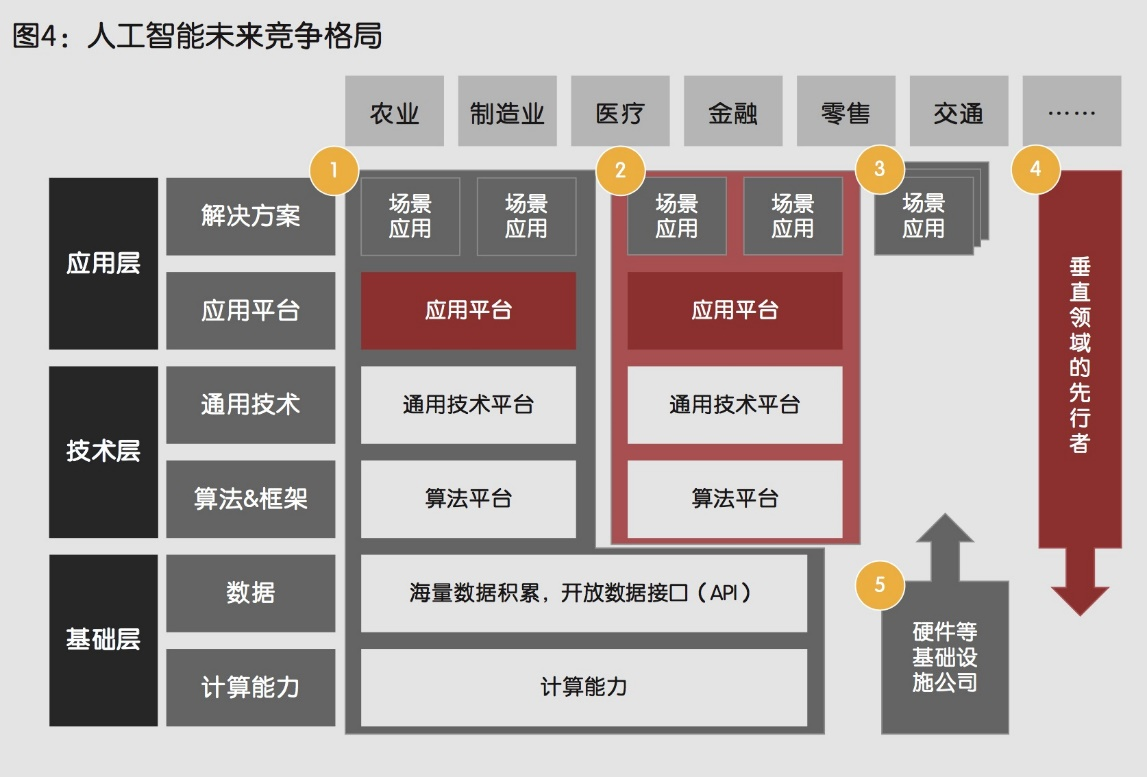 图4：人工智能未来竞争格局
农业
制造业
医疗
金融
零售
交通
……
1
2
3
4
应用层
解决方案
场景
应用
场景
应用
场景
应用
场景
应用
场景
应用
应用平台
应用平台
应用平台
垂直领域的先行者
技术层
通用技术
通用技术平台
通用技术平台
算法&框架
算法平台
算法平台
基础层
数据
海量数据积累，开放数据接口（API）
5
硬件等
基础设
施公司
计算能力
计算能力